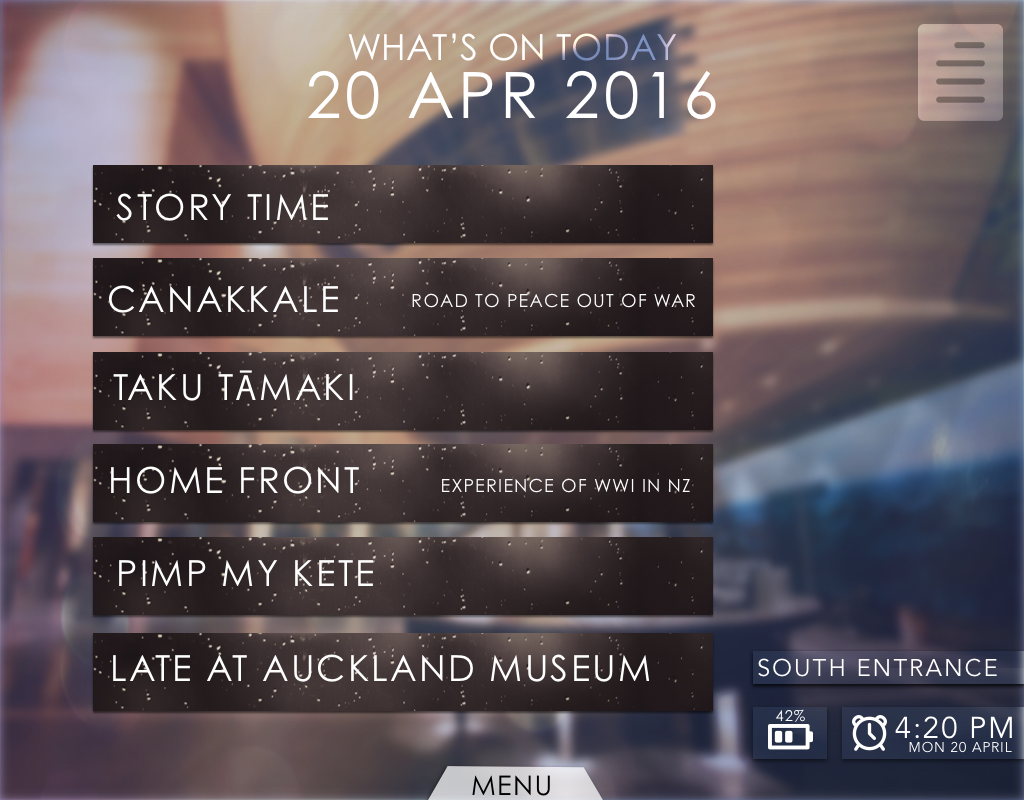 WHAT'S ON TODAY
20 APR 2016
STORY TIME
CANAKKALE ROAD TO PEACE OUT OF WAR
TAKU TĀMAKI
HOME FRONT EXPERIENCE OF WWI IN NZ
PIMP MY KETE
LATE AT AUCKLAND MUSEUM
SOUTH ENTRANCE
42%
4:20 PM
MON 20 APRIL
MENU